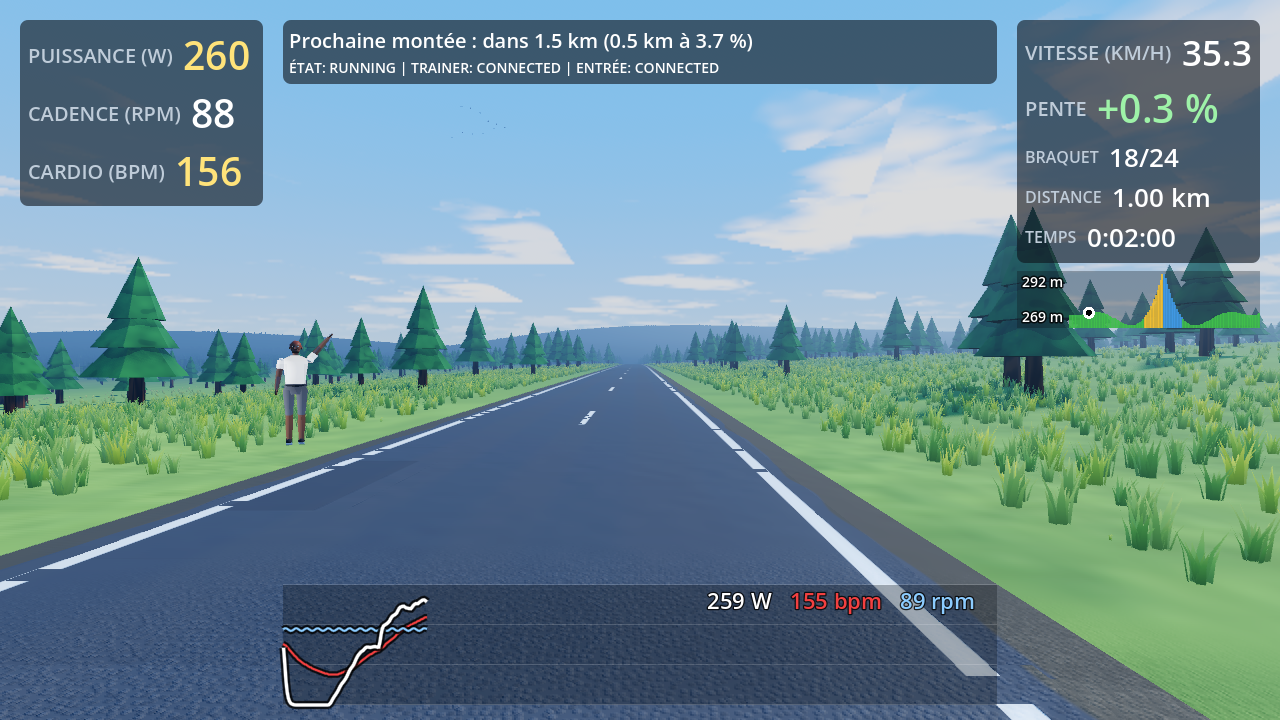 PUISSANCE (W) 260
CADENCE (RPM) 88
CARDIO (BPM) 156
Prochaine montée : dans 1.5 km (0.5 km à 3.7 %)
ÉTAT: RUNNING | TRAINER: CONNECTED | ENTRÉE: CONNECTED
VITESSE (KM/H) 35.3
PENTE +0.3 %
BRAQUET 18/24
DISTANCE 1.00 km
TEMPS 0:02:00
292 m
269 m
259 W 155 bpm 89 rpm